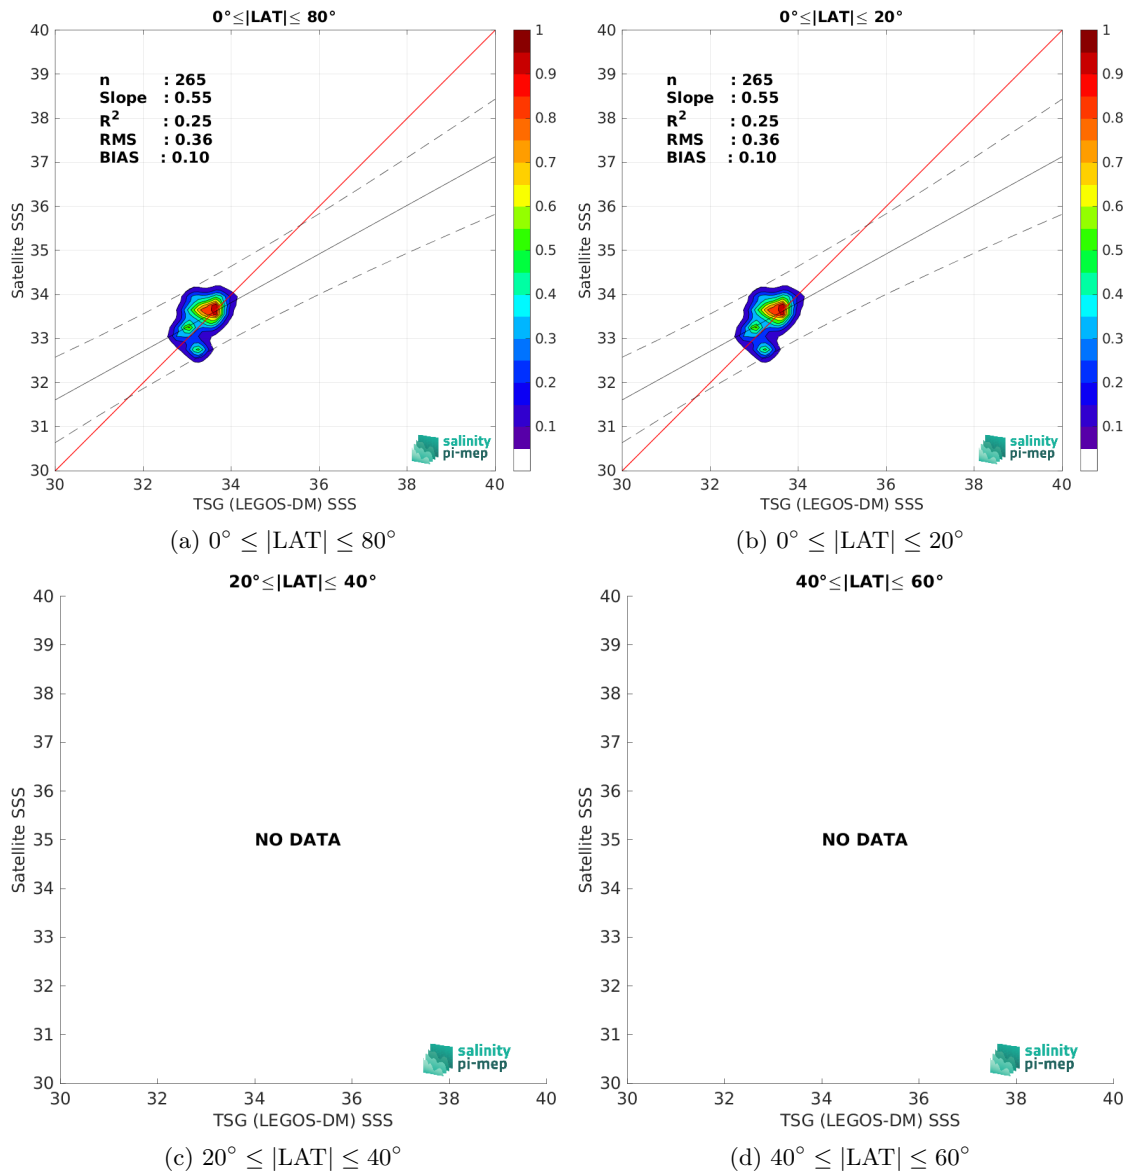 0°≤|LAT|≤ 80°
40
39
38
37
36
35
34
33
32
31
30
Satellite SSS
n : 265
Slope : 0.55
R² : 0.25
RMS : 0.36
BIAS : 0.10
1
0.9
0.8
0.7
0.6
0.5
0.4
0.3
0.2
0.1
salinity
pi-mep
30 32 34 36 38 40
TSG (LEGOS-DM) SSS
(a) 0° ≤ |LAT| ≤ 80°
0°≤|LAT|≤ 20°
40
39
38
37
36
35
34
33
32
31
30
Satellite SSS
n : 265
Slope : 0.55
R² : 0.25
RMS : 0.36
BIAS : 0.10
1
0.9
0.8
0.7
0.6
0.5
0.4
0.3
0.2
0.1
salinity
pi-mep
30 32 34 36 38 40
TSG (LEGOS-DM) SSS
(b) 0° ≤ |LAT| ≤ 20°
20°≤|LAT|≤ 40°
40
39
38
37
36
35
34
33
32
31
30
Satellite SSS
NO DATA
salinity
pi-mep
30 32 34 36 38 40
TSG (LEGOS-DM) SSS
(c) 20° ≤ |LAT| ≤ 40°
40°≤|LAT|≤ 60°
40
39
38
37
36
35
34
33
32
31
30
Satellite SSS
NO DATA
salinity
pi-mep
30 32 34 36 38 40
TSG (LEGOS-DM) SSS
(d) 40° ≤ |LAT| ≤ 60°